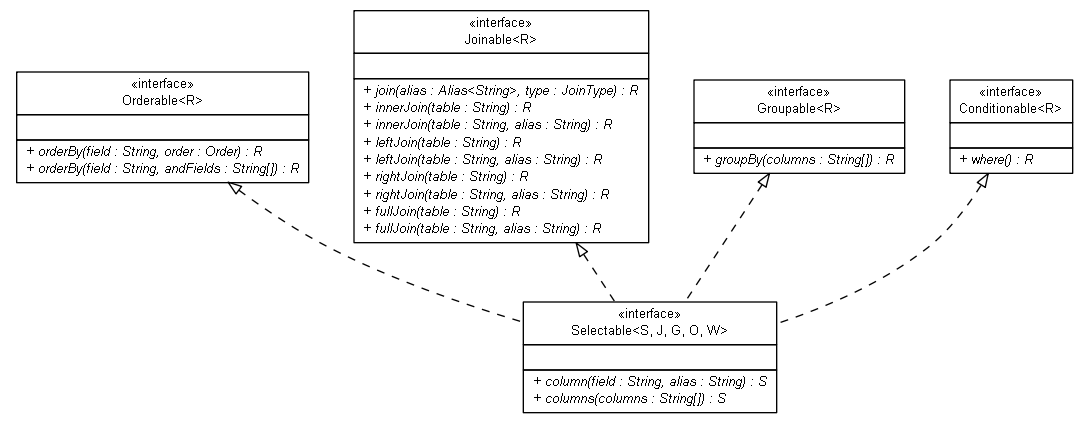 «interface»
Orderable<R>
+ orderBy(field : String, order : Order) : R
+ orderBy(field : String, andFields : String[]) : R
«interface»
Joinable<R>
+ join(alias : Alias<String>, type : JoinType) : R
+ innerJoin(table : String) : R
+ innerJoin(table : String, alias : String) : R
+ leftJoin(table : String) : R
+ leftJoin(table : String, alias : String) : R
+ rightJoin(table : String) : R
+ rightJoin(table : String, alias : String) : R
+ fullJoin(table : String) : R
+ fullJoin(table : String, alias : String) : R
«interface»
Groupable<R>
+ groupBy(columns : String[]) : R
«interface»
Conditionable<R>
+ where() : R
«interface»
Selectable<S, J, G, O, W>
+ column(field : String, alias : String) : S
+ columns(columns : String[]) : S